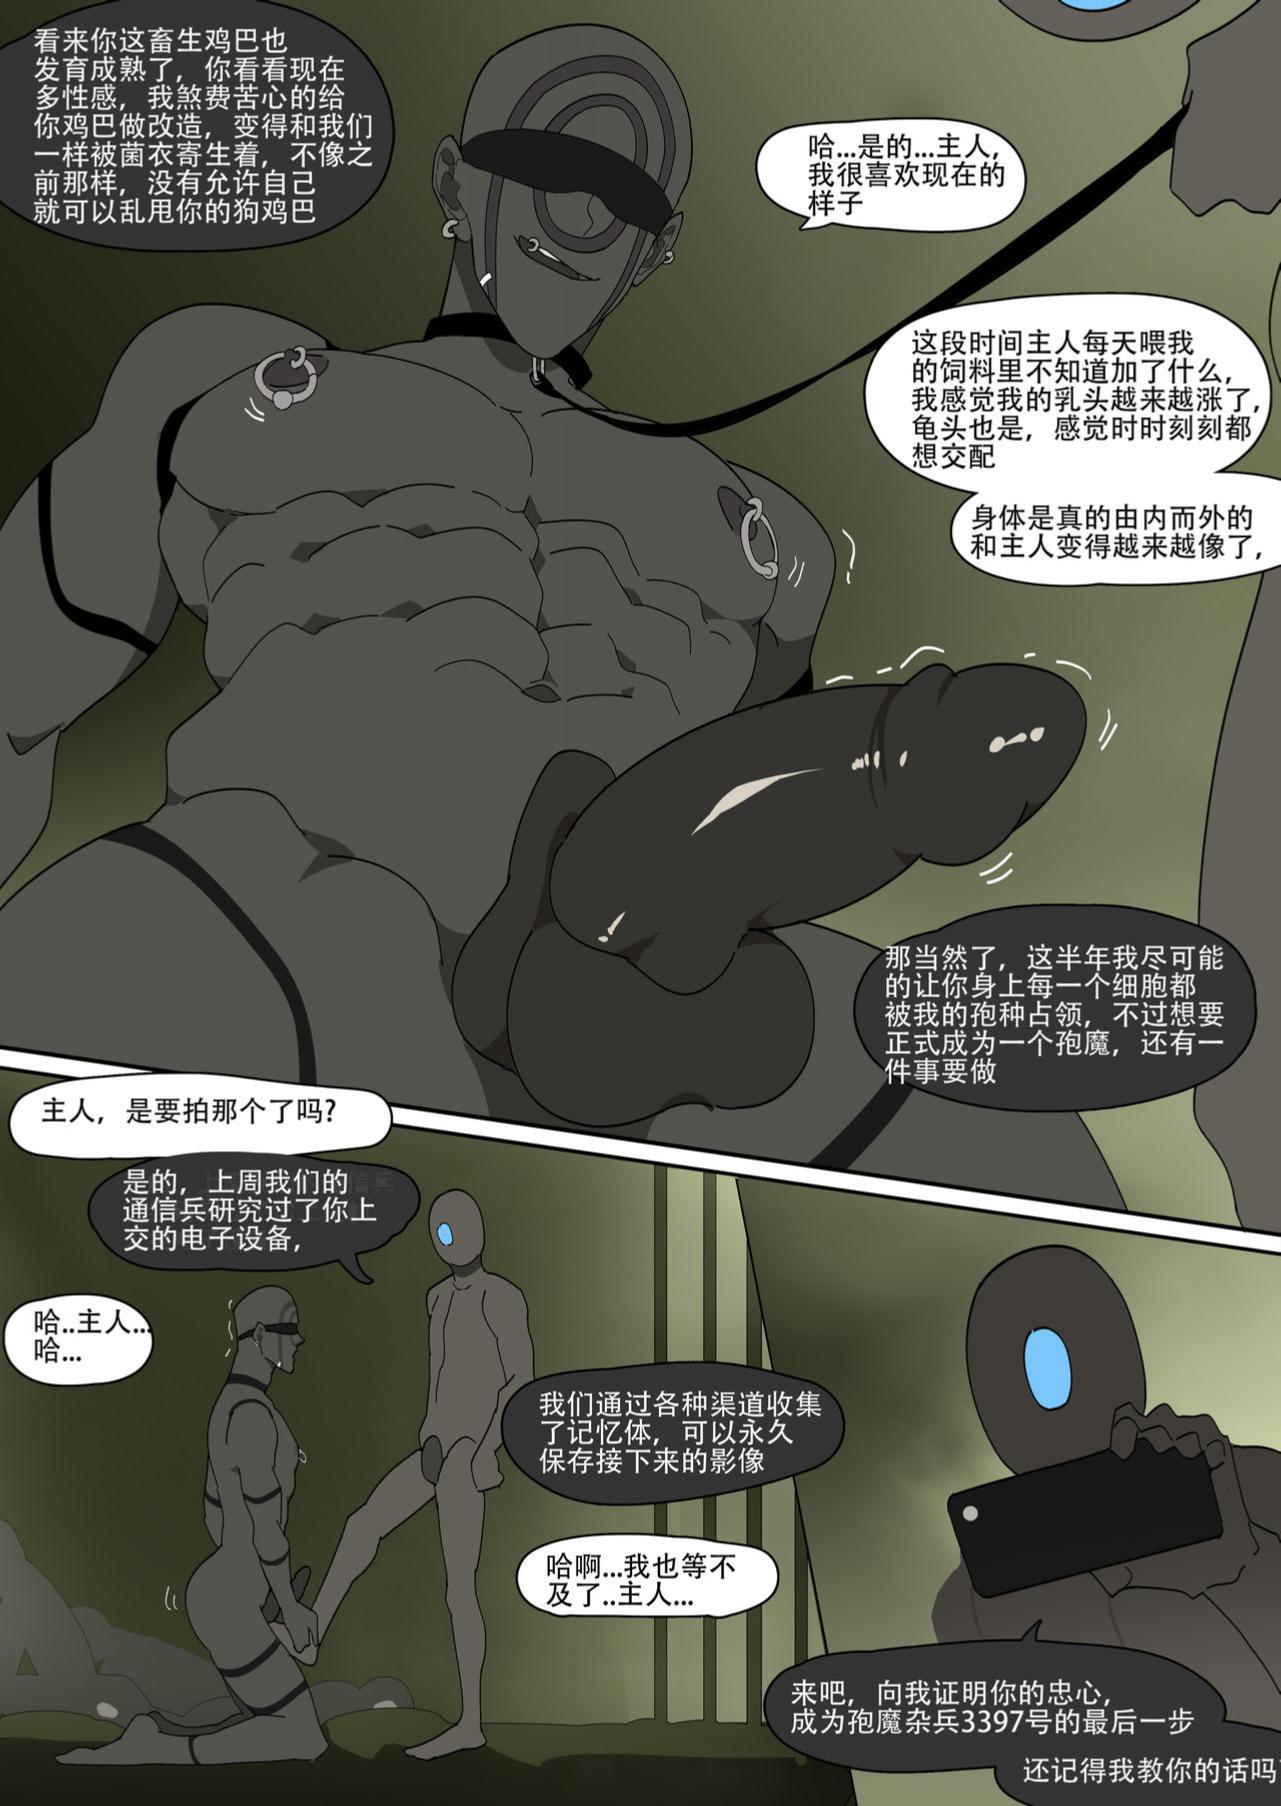 看来你这畜生鸡巴也
发育成熟了，你看看现在
多性感，我煞费苦心的给
你鸡巴做改造，变得和我们
一样被菌衣寄生着，不像之
前那样，没有允许自己
就可以乱甩你的狗鸡巴
哈...是的...主人，
我很喜欢现在的
样子
这段时间主人每天喂我
的饲料里不知道加了什么，
我感觉我的乳头越来越涨了，
龟头也是，感觉时时刻刻都
想交配
身体是真的由内而外的
和主人变得越来越像了，
那当然了，这半年我尽可能
的让你身上每一个细胞都
被我的孢种占领，不过想要
正式成为一个孢魔，还有一
件事要做
主人，是要拍那个了吗？
是的，上周我们的
通信兵研究过了你上
交的电子设备，
哈..主人...
哈...
我们通过各种渠道收集
了记忆体，可以永久
保存接下来的影像
哈啊...我也等不
及了..主人...
来吧，向我证明你的忠心，
成为孢魔杂兵3397号的最后一步
还记得我教你的话吗